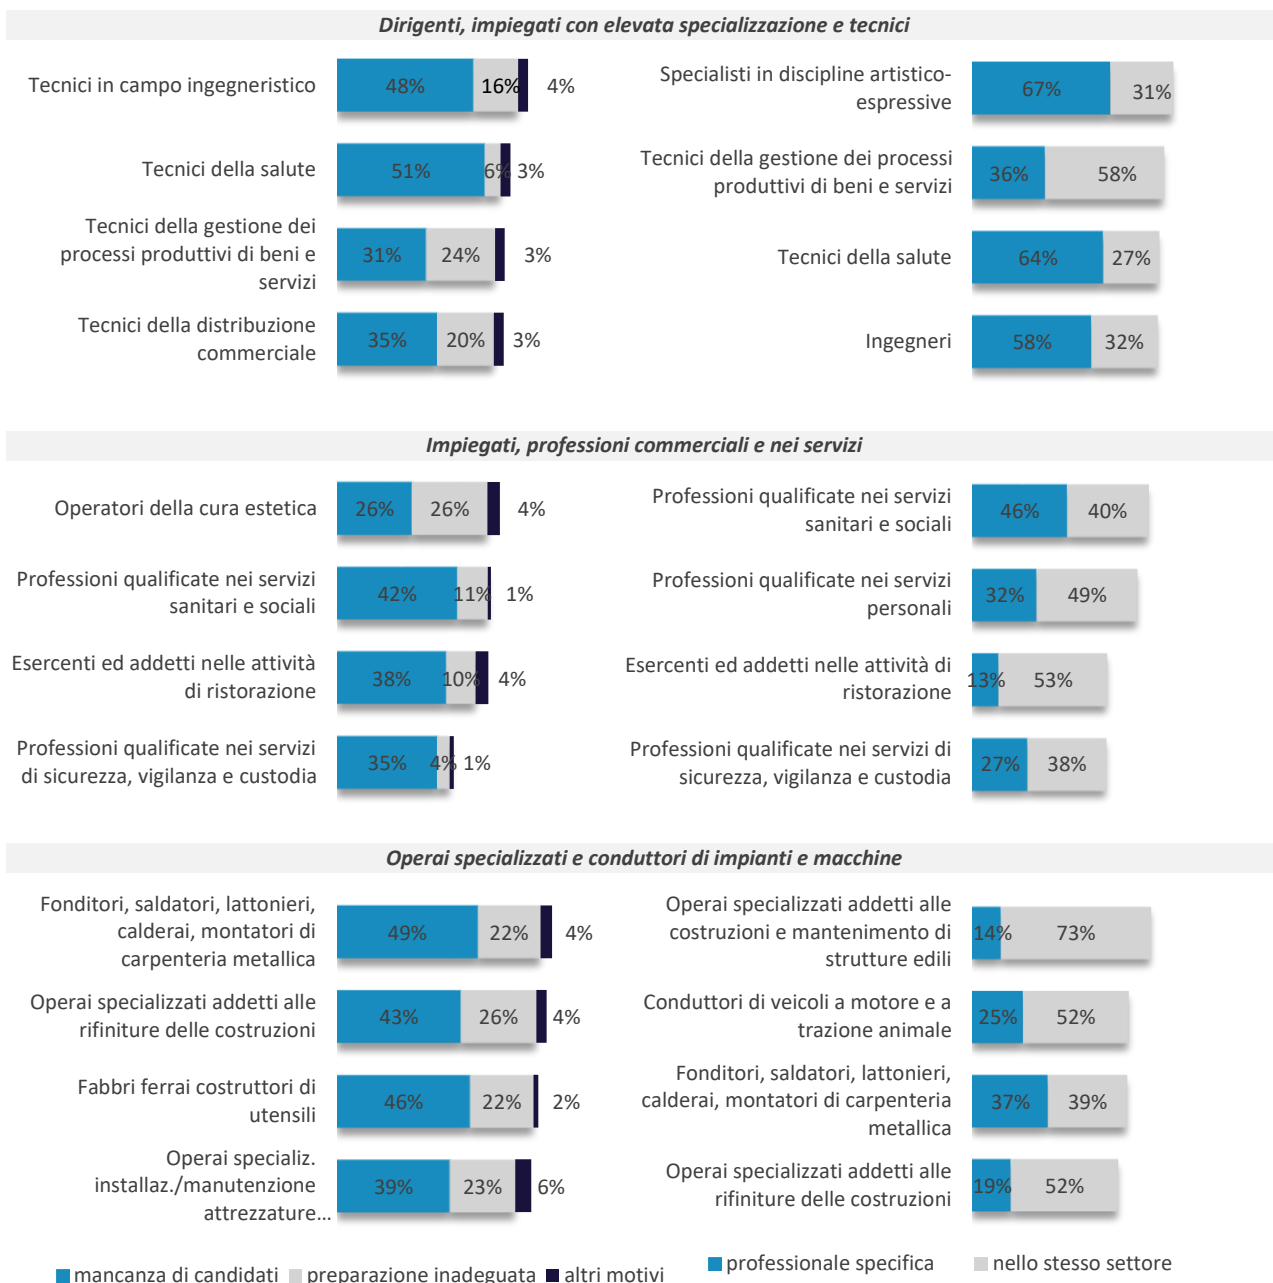 Dirigenti, impiegati con elevata specializzazione e tecnici
Tecnici in campo ingegneristico
48% 16% 4%
Tecnici della salute
51% 6% 3%
Tecnici della gestione dei
processi produttivi di beni e
servizi
31% 24% 3%
Tecnici della distribuzione
commerciale
35% 20% 3%
Specialisti in discipline artistico-
espressive
67% 31%
Tecnici della gestione dei processi
produttivi di beni e servizi
36% 58%
Tecnici della salute
64% 27%
Ingegneri
58% 32%
Impiegati, professioni commerciali e nei servizi
Operatori della cura estetica
26% 26% 4%
Professioni qualificate nei servizi
sanitari e sociali
42% 11% 1%
Esercenti ed addetti nelle attività
di ristorazione
38% 10% 4%
Professioni qualificate nei servizi
di sicurezza, vigilanza e custodia
35% 4% 1%
Professioni qualificate nei servizi
sanitari e sociali
46% 40%
Professioni qualificate nei servizi
personali
32% 49%
Esercenti ed addetti nelle attività di
ristorazione
13% 53%
Professioni qualificate nei servizi di
sicurezza, vigilanza e custodia
27% 38%
Operai specializzati e conduttori di impianti e macchine
Fonditori, saldatori, lattonieri,
calderai, montatori di
carpenteria metallica
49% 22% 4%
Operai specializzati addetti alle
rifiniture delle costruzioni
43% 26% 4%
Fabbri ferrai costruttori di
utensili
46% 22% 2%
Operai specializ.
installaz./manutenzione
attrezzature…
39% 23% 6%
mancanza di candidati preparazione inadeguata altri motivi
Operai specializzati addetti alle
costruzioni e mantenimento di
strutture edili
14% 73%
Conduttori di veicoli a motore e a
trazione animale
25% 52%
Fonditori, saldatori, lattonieri,
calderai, montatori di carpenteria
metallica
37% 39%
Operai specializzati addetti alle
rifiniture delle costruzioni
19% 52%
professionale specifica nello stesso settore